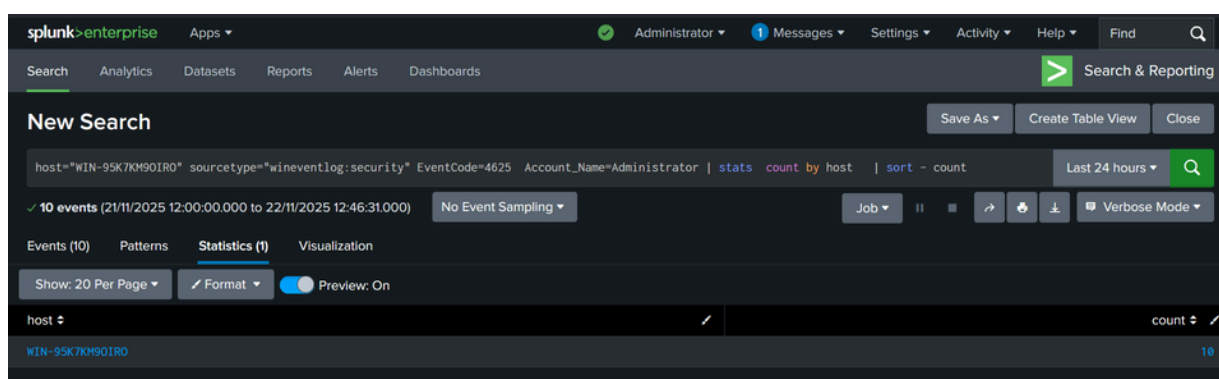 splunk>enterprise Apps Administrator 1 Messages Settings Activity Help Find
Search Analytics Datasets Reports Alerts Dashboards > Search & Reporting
New Search Save As Create Table View Close
host="WIN-95K7KM9OIRO" sourcetype="wineventlog:security" EventCode=4625 Account_Name=Administrator | stats count by host | sort - count Last 24 hours
✓ 10 events (21/11/2025 12:00:00.000 to 22/11/2025 12:46:31.000) No Event Sampling Job Verbose Mode
Events (10) Patterns Statistics (1) Visualization
Show: 20 Per Page Format Preview: On
host count
WIN-95K7KM9OIRO 10